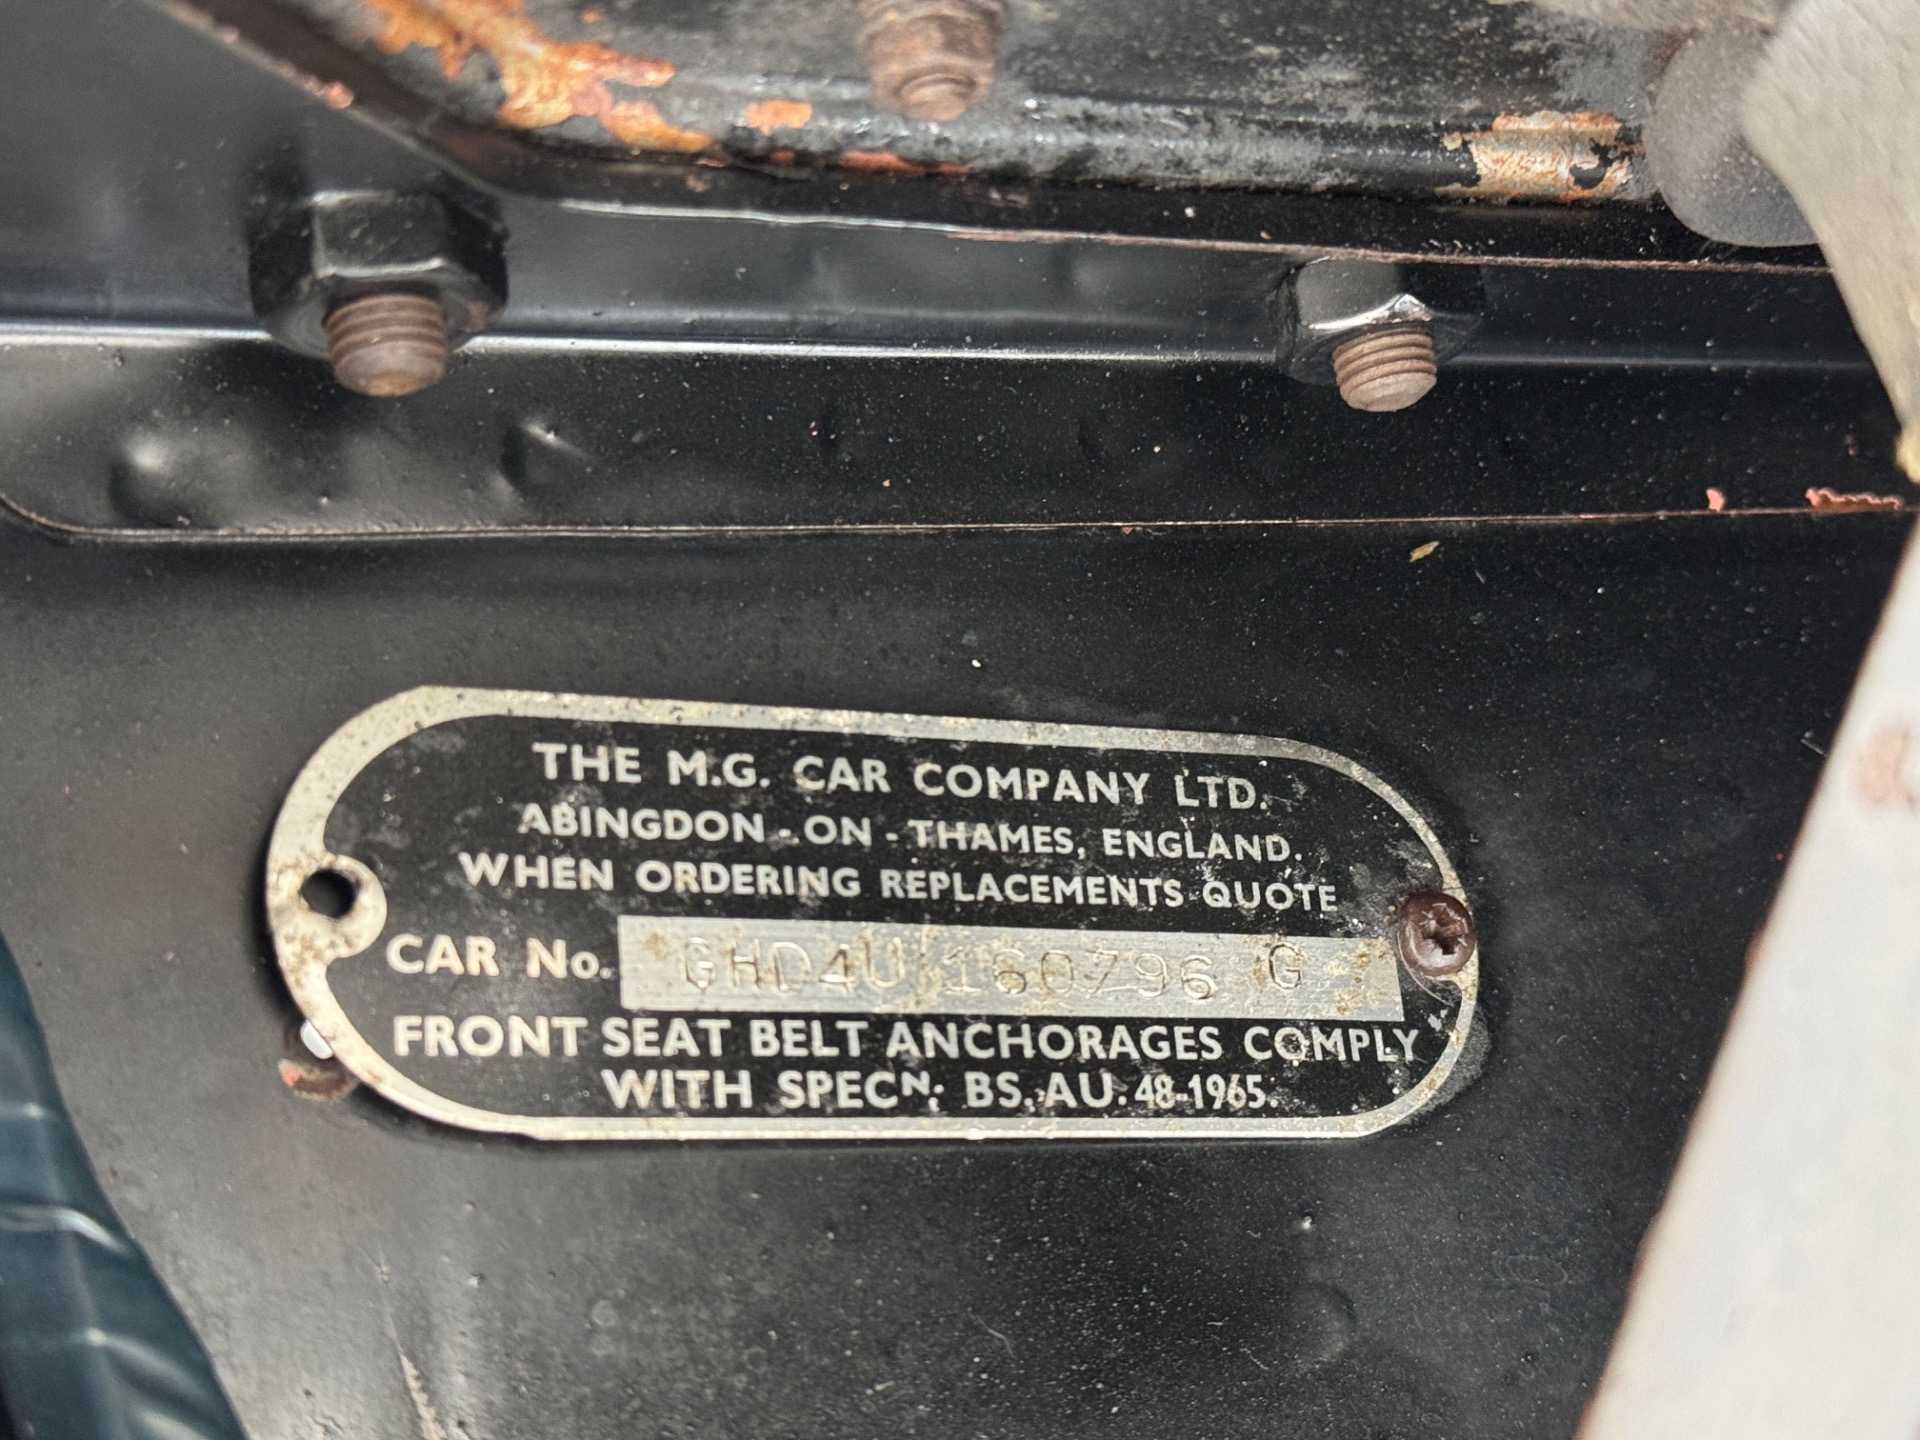 THE M.G. CAR COMPANY LTD.
ABINGDON - ON - THAMES, ENGLAND.
WHEN ORDERING REPLACEMENTS QUOTE
CAR No. GHD4U/160796 G
FRONT SEAT BELT ANCHORAGES COMPLY
WITH SPECᴺ: BS. AU. 48-1965.